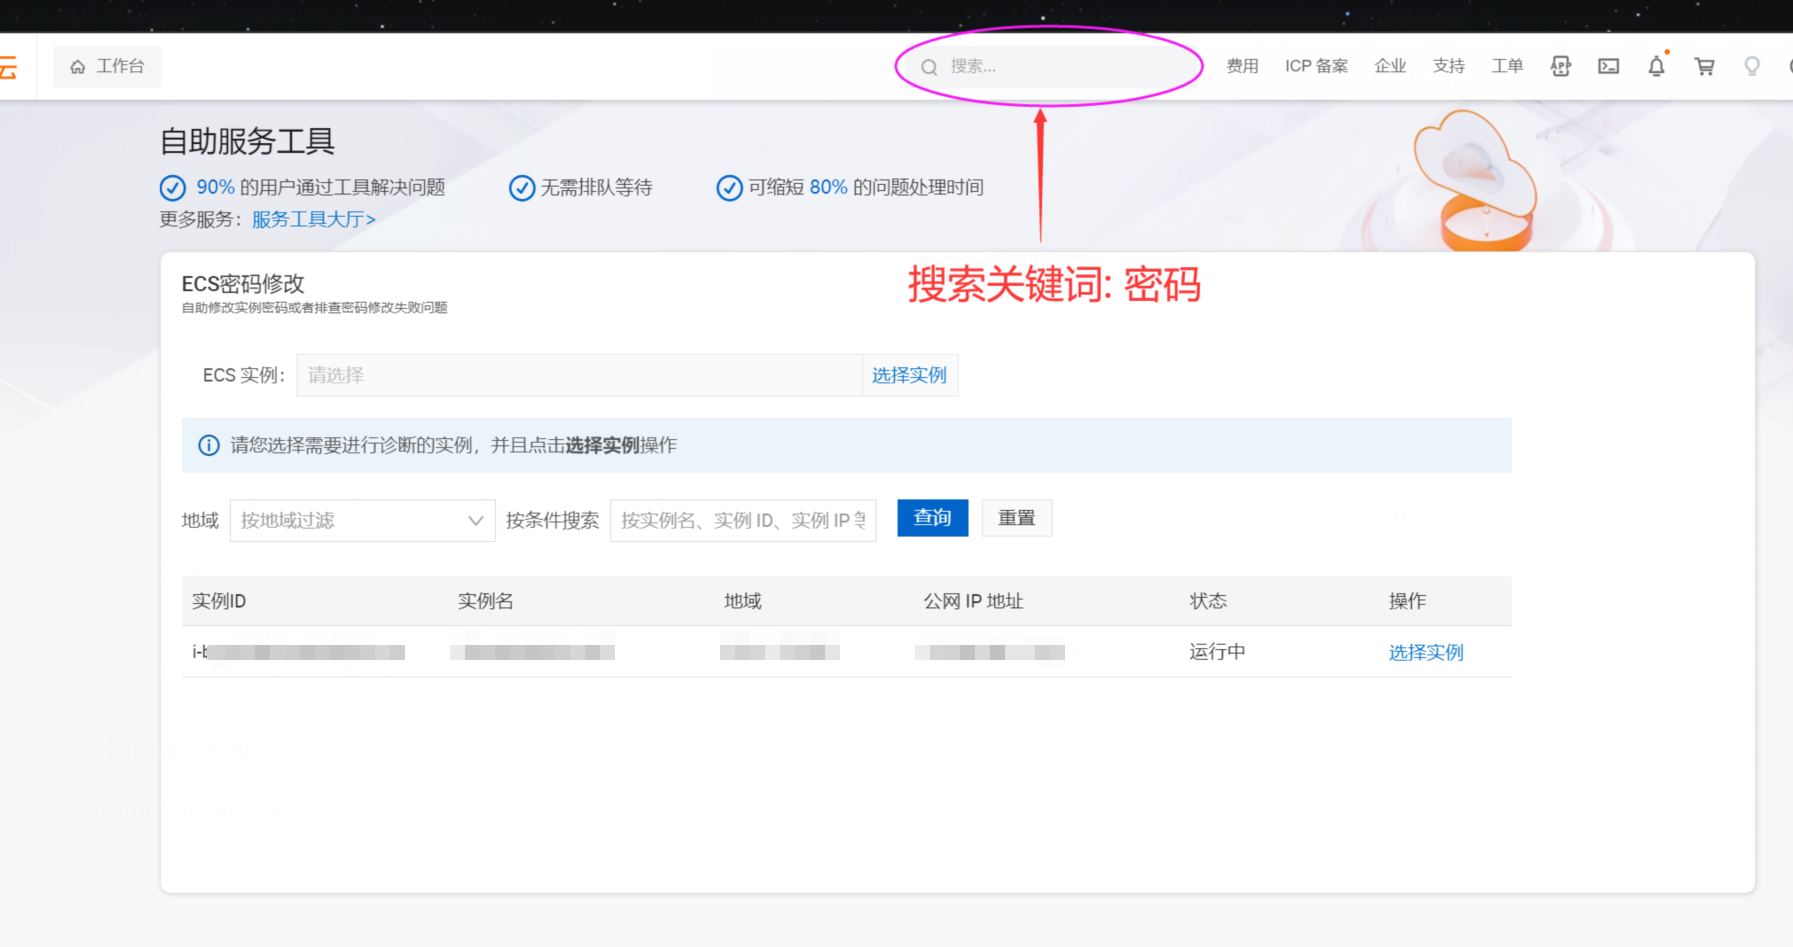 云
工作台
搜索...
费用
ICP 备案
企业
支持
工单
APP
自助服务工具
90% 的用户通过工具解决问题
无需排队等待
可缩短 80% 的问题处理时间
更多服务：服务工具大厅>
搜索关键词: 密码
ECS密码修改
自助修改实例密码或者排查密码修改失败问题
ECS 实例：
请选择
选择实例
请您选择需要进行诊断的实例，并且点击选择实例操作
地域
按地域过滤
按条件搜索
按实例名、实例 ID、实例 IP
查询
重置
实例ID 实例名 地域 公网 IP 地址 状态 操作
运行中 选择实例